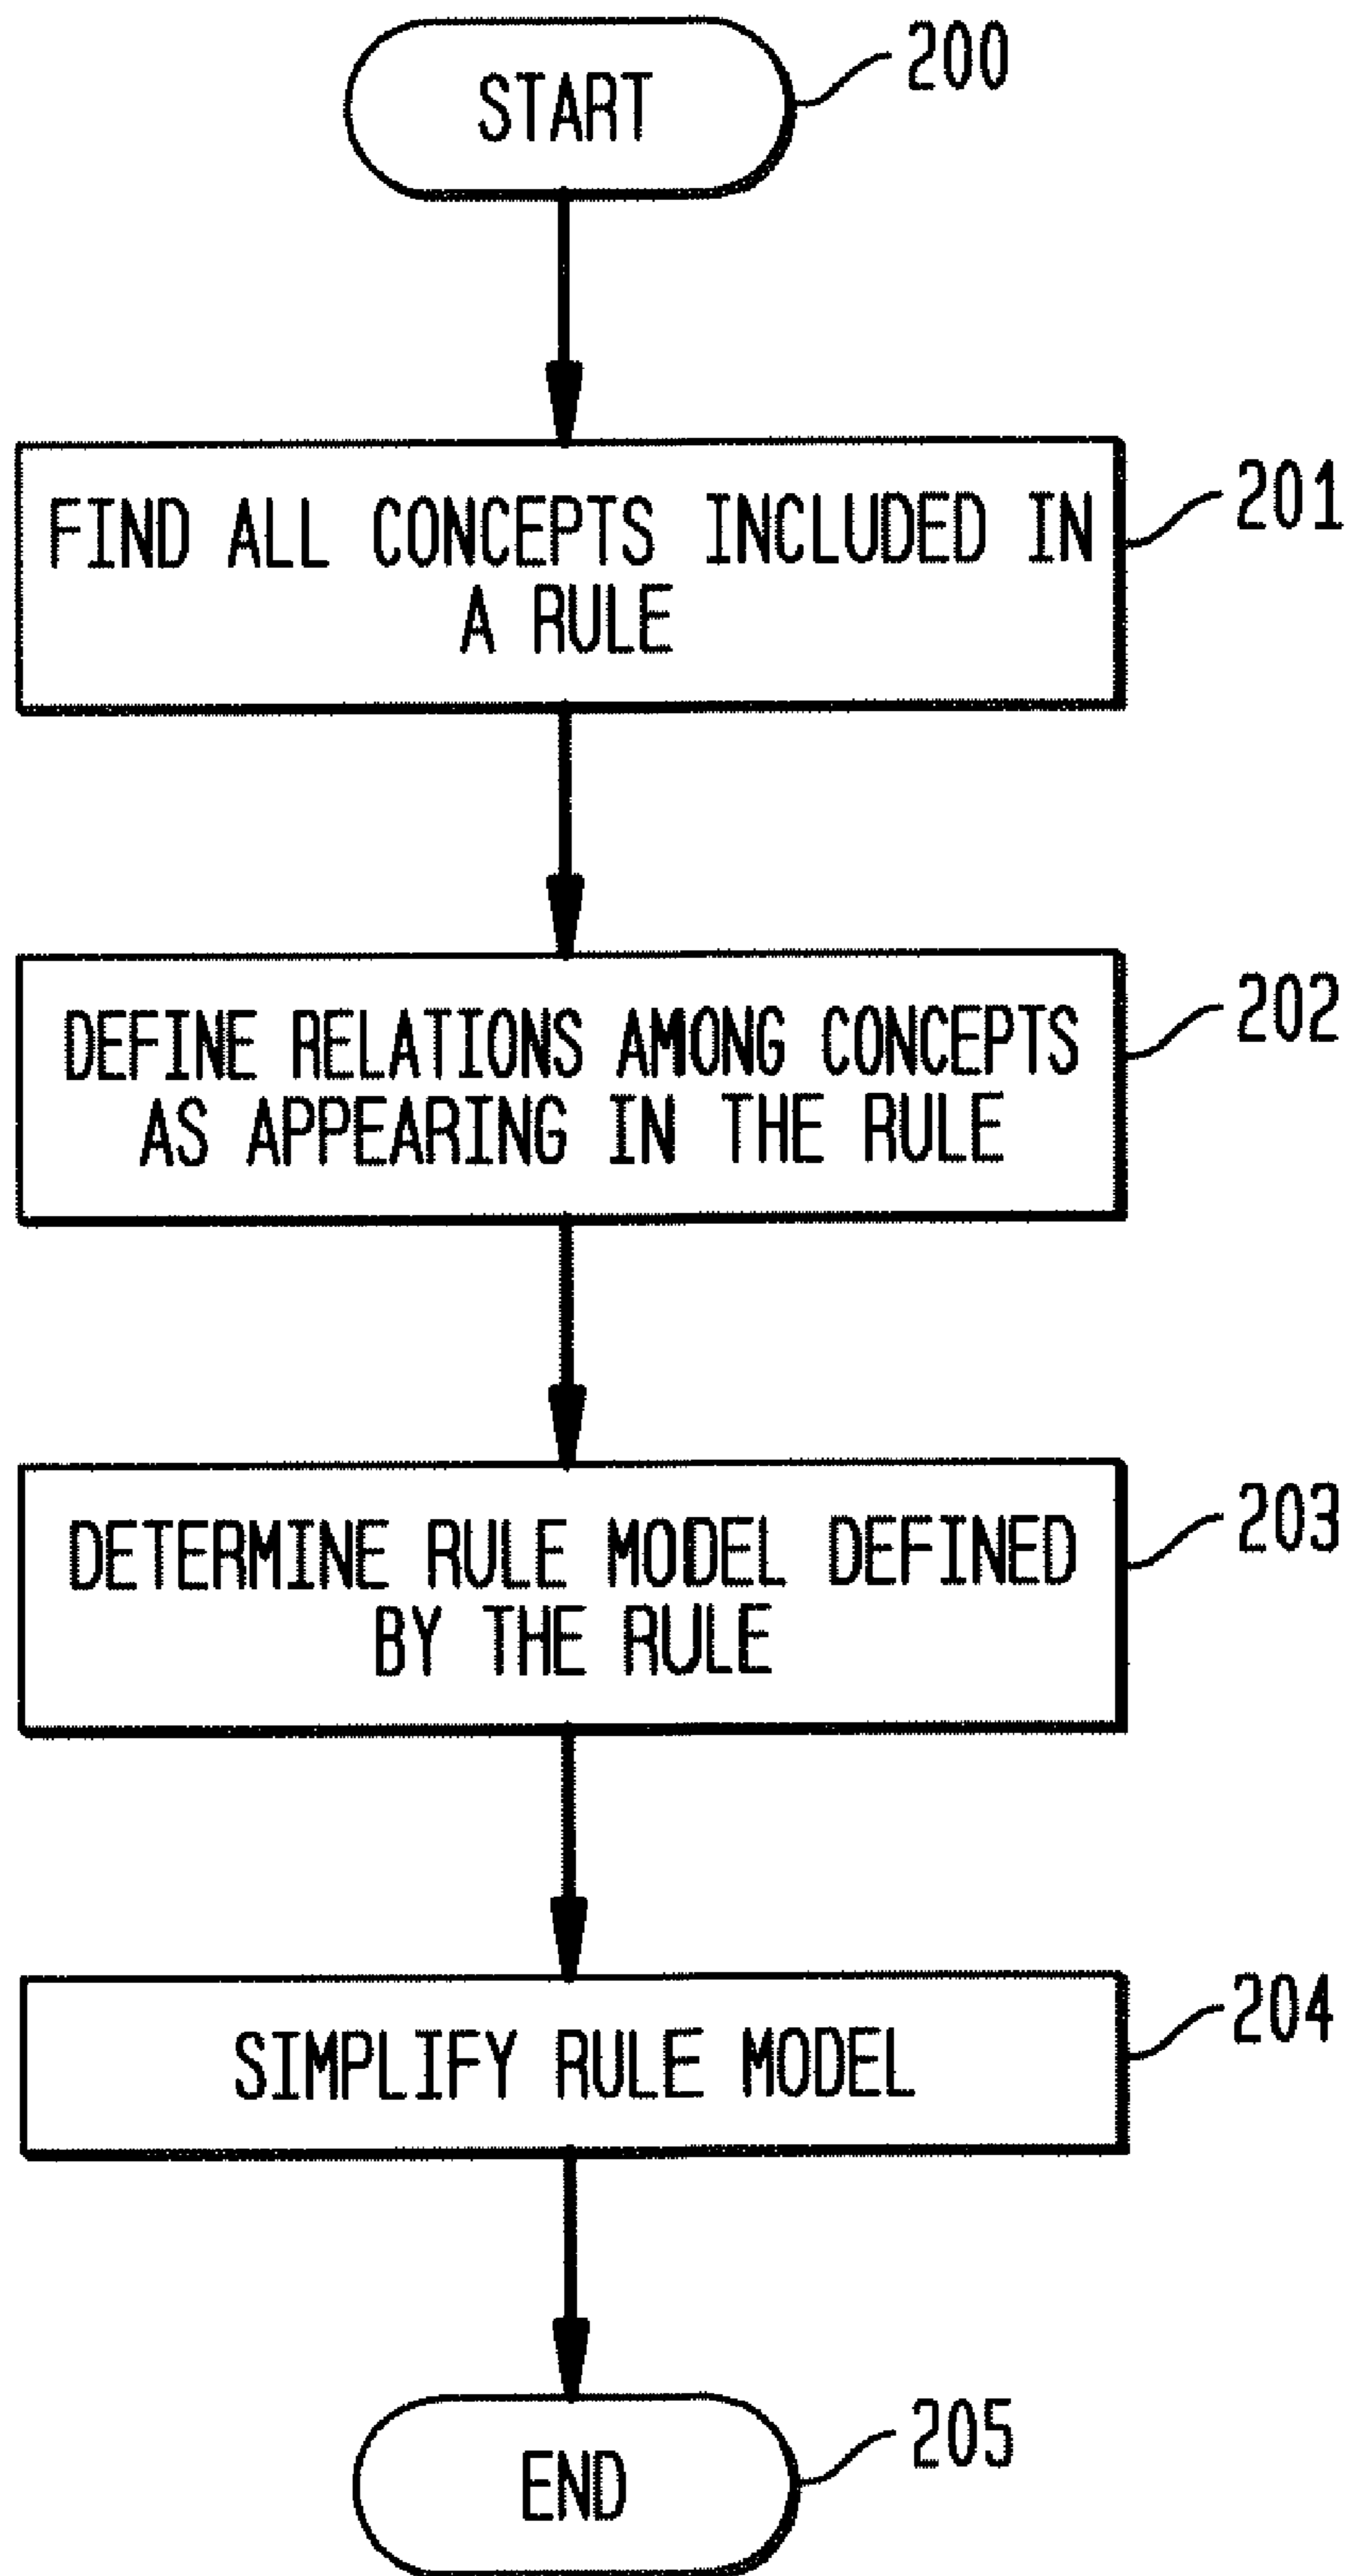 START
200
FIND ALL CONCEPTS INCLUDED IN
A RULE
201
DEFINE RELATIONS AMONG CONCEPTS
AS APPEARING IN THE RULE
202
DETERMINE RULE MODEL DEFINED
BY THE RULE
203
SIMPLIFY RULE MODEL
204
END
205